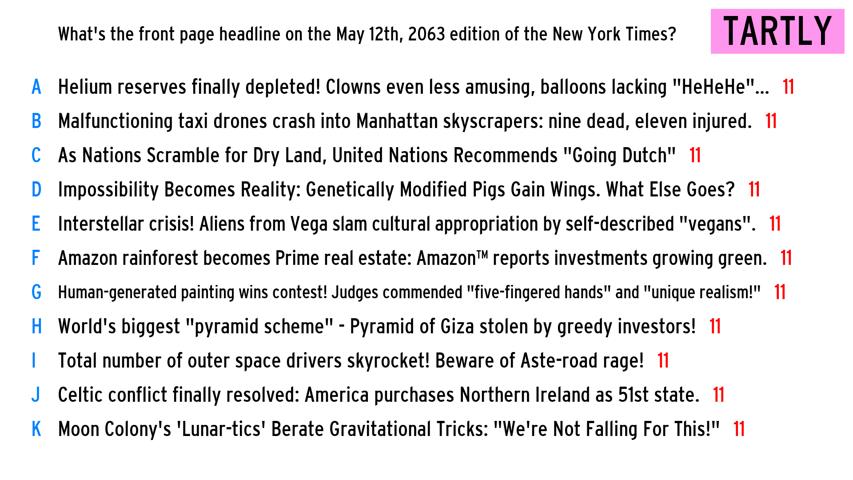 What's the front page headline on the May 12th, 2063 edition of the New York Times?
TARTLY
A Helium reserves finally depleted! Clowns even less amusing, balloons lacking "HeHeHe"... 11
B Malfunctioning taxi drones crash into Manhattan skyscrapers: nine dead, eleven injured. 11
C As Nations Scramble for Dry Land, United Nations Recommends "Going Dutch" 11
D Impossibility Becomes Reality: Genetically Modified Pigs Gain Wings. What Else Goes? 11
E Interstellar crisis! Aliens from Vega slam cultural appropriation by self-described "vegans". 11
F Amazon rainforest becomes Prime real estate: Amazon™ reports investments growing green. 11
G Human-generated painting wins contest! Judges commended "five-fingered hands" and "unique realism!" 11
H World's biggest "pyramid scheme" - Pyramid of Giza stolen by greedy investors! 11
I Total number of outer space drivers skyrocket! Beware of Aste-road rage! 11
J Celtic conflict finally resolved: America purchases Northern Ireland as 51st state. 11
K Moon Colony's 'Lunar-tics' Berate Gravitational Tricks: "We're Not Falling For This!" 11